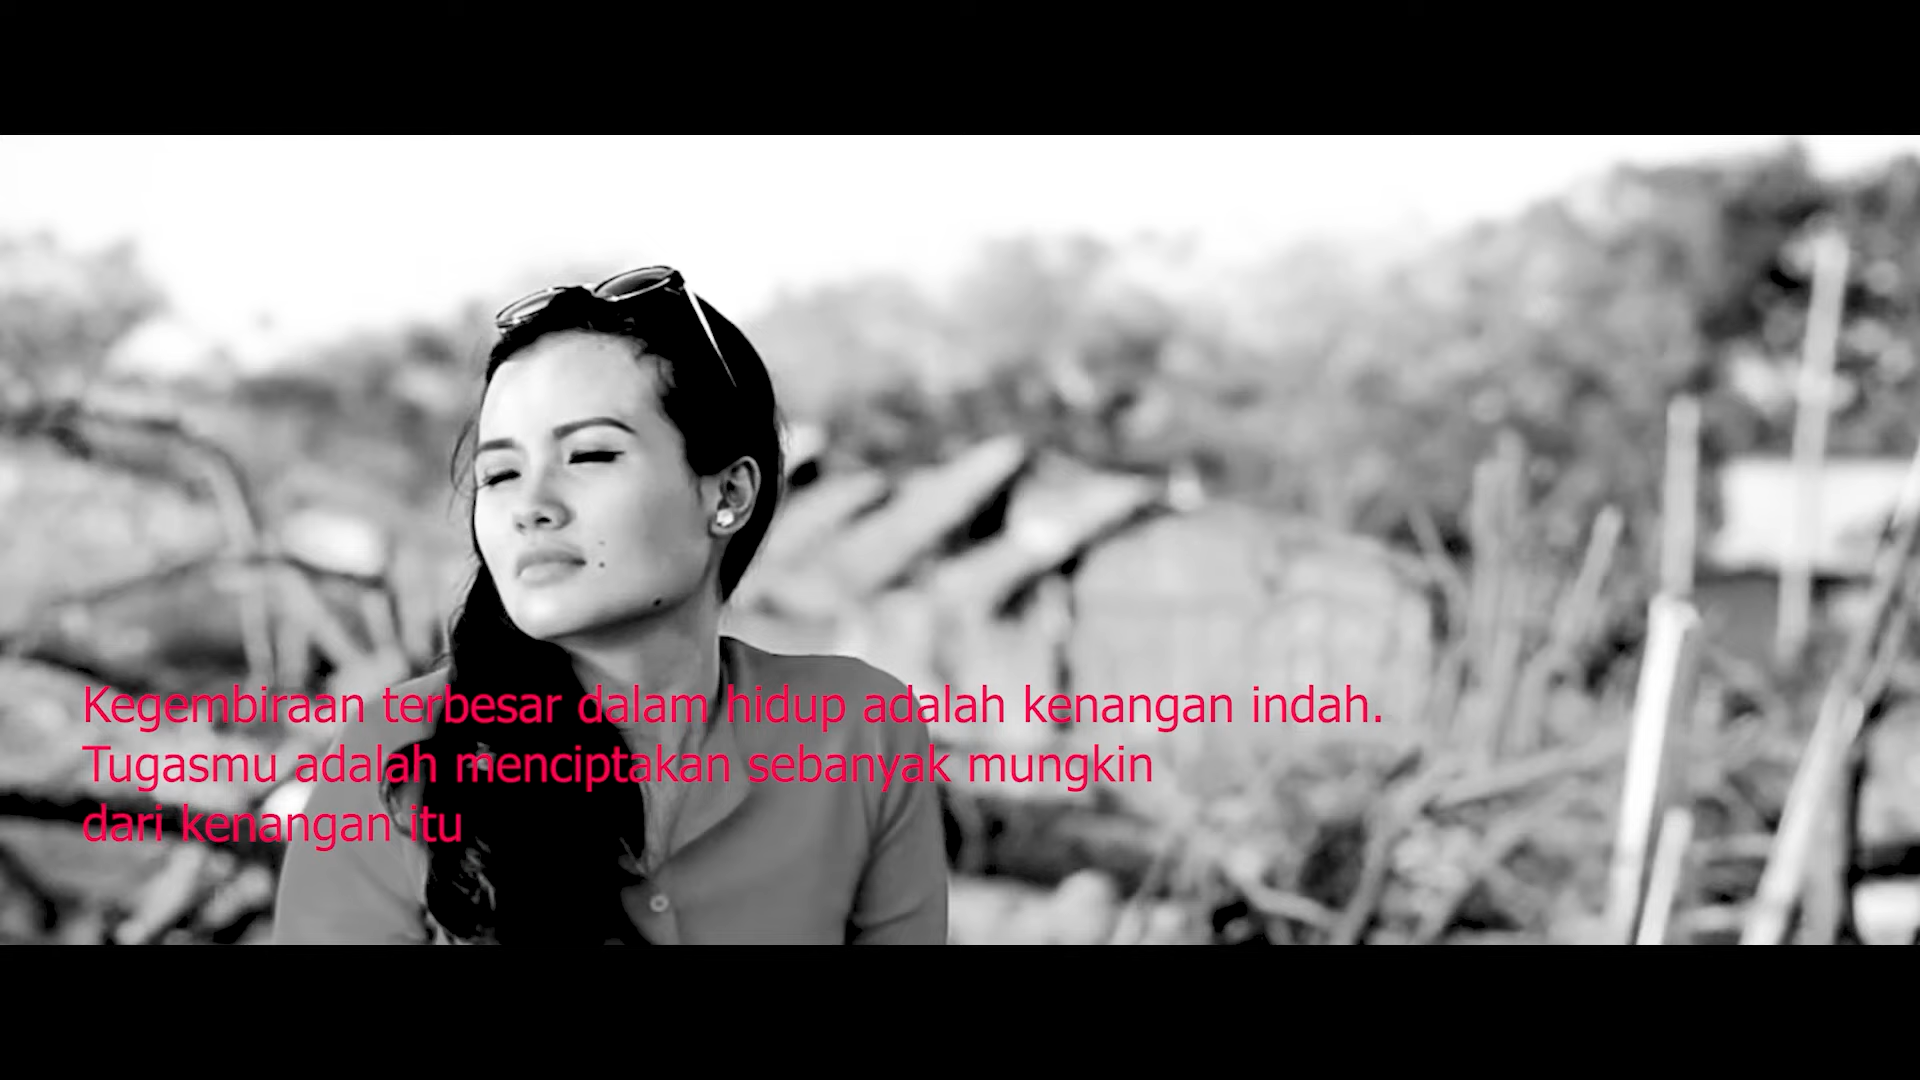 Kegembiraan terbesar dalam hidup adalah kenangan indah.
Tugasmu adalah menciptakan sebanyak mungkin
dari kenangan itu